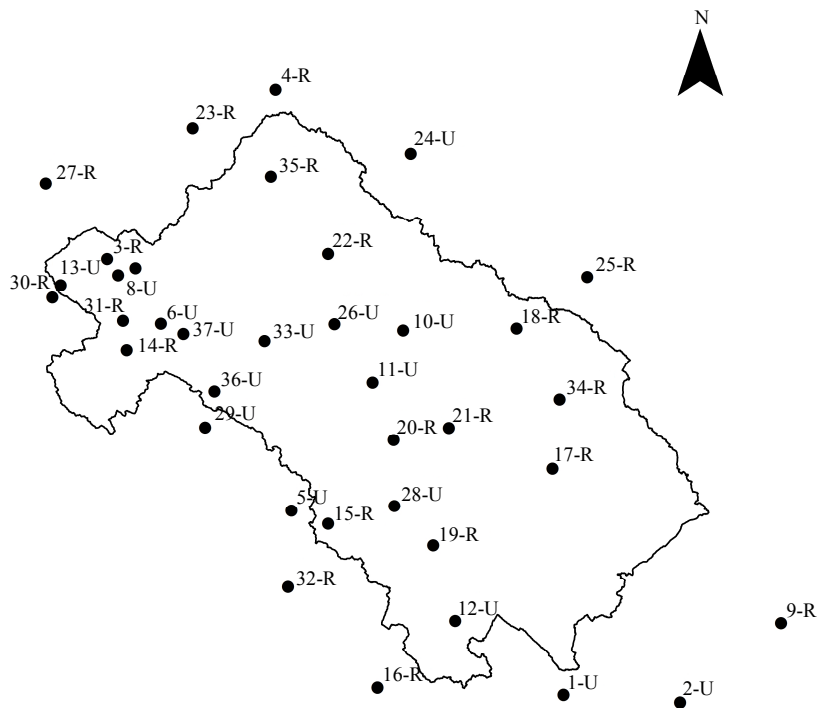 N
4-R
23-R
24-U
35-R
27-R
3-R
22-R
25-R
13-U
30-R
8-U
31-R
6-U
37-U
26-U
10-U
18-R
33-U
14-R
11-U
36-U
34-R
29-U
20-R
21-R
17-R
5-U
28-U
15-R
19-R
32-R
12-U
9-R
16-R
1-U
2-U